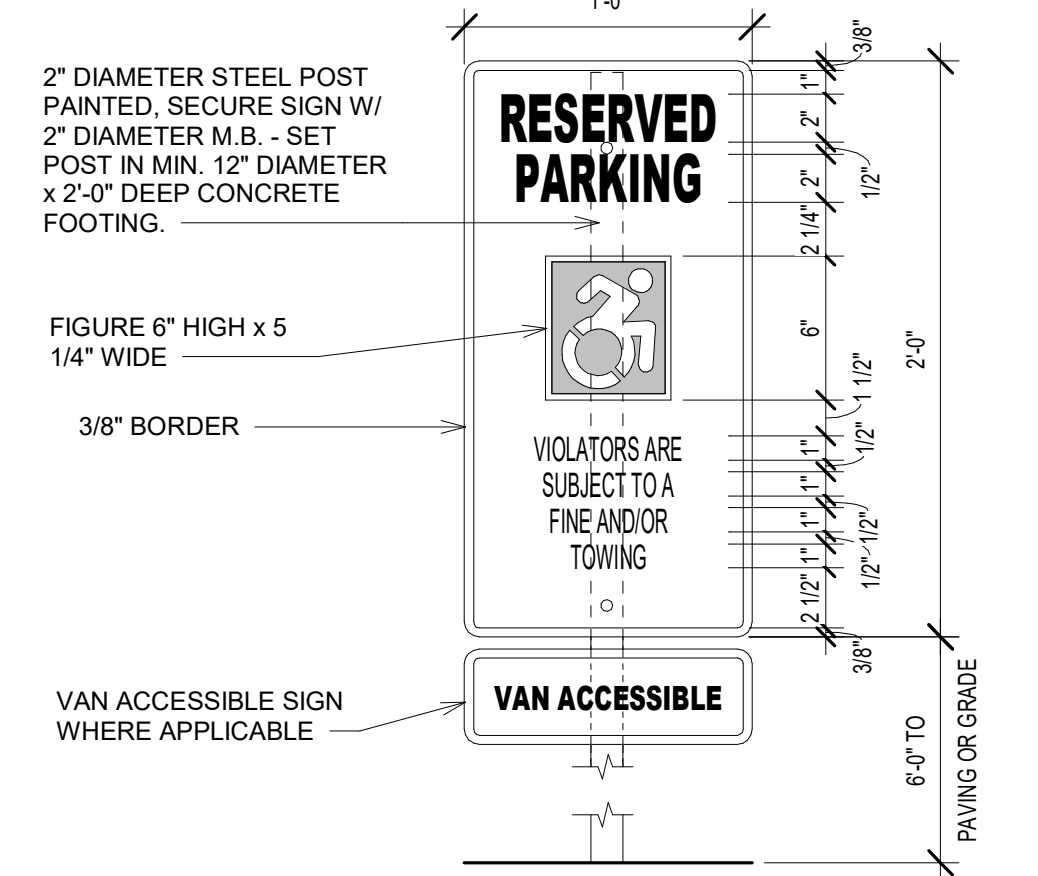 1'-0"
2" DIAMETER STEEL POST
PAINTED, SECURE SIGN W/
2" DIAMETER M.B. - SET
POST IN MIN. 12" DIAMETER
x 2'-0" DEEP CONCRETE
FOOTING.
FIGURE 6" HIGH x 5
1/4" WIDE
3/8" BORDER
VAN ACCESSIBLE SIGN
WHERE APPLICABLE
RESERVED
PARKING
VIOLATORS ARE
SUBJECT TO A
FINE AND/OR
TOWING
VAN ACCESSIBLE
3/8"
1"
2"
1/2"
2"
2 1/4"
6"
1 1/2"
1"
1/2"
1"
1/2"
1"
1/2"
1"
2 1/2"
3/8"
2'-0"
6'-0" TO
PAVING OR GRADE